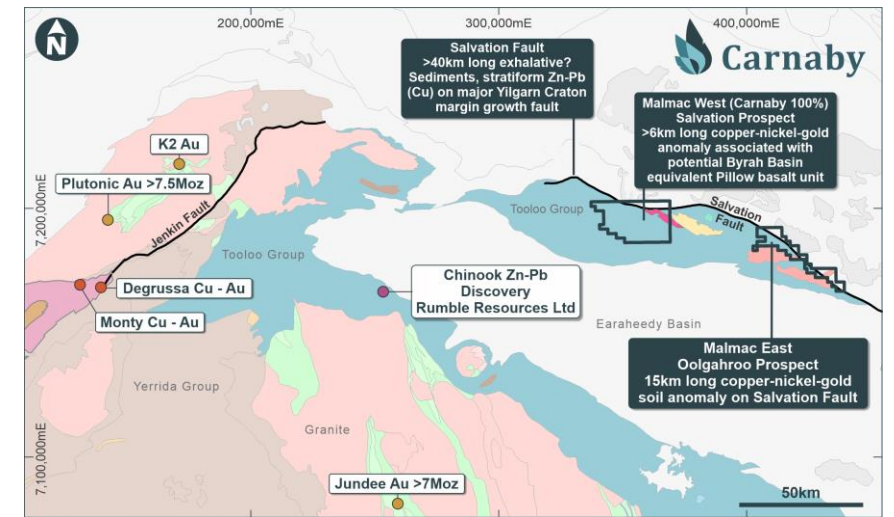 200,000mE
300,000mE
400,000mE
N
Salvation Fault
>40km long exhalative?
Sediments, stratiform Zn-Pb
(Cu) on major Yilgarn Craton
margin growth fault
Carnaby
Malmac West (Carnaby 100%)
Salvation Prospect
>6km long copper-nickel-gold
anomaly associated with
potential Byrah Basin
equivalent Pillow basalt unit
K2 Au
Plutonic Au >7.5Moz
7,200,000mE
Jenkin Fault
Tooloo Group
Tooloo Group
Salvation
Fault
Degrussa Cu - Au
Monty Cu - Au
Chinook Zn-Pb
Discovery
Rumble Resources Ltd
Earaheedy Basin
Malmac East
Oolgahroo Prospect
15km long copper-nickel-gold
soil anomaly on Salvation Fault
Yerrida Group
Granite
7,100,000mE
Jundee Au >7Moz
50km